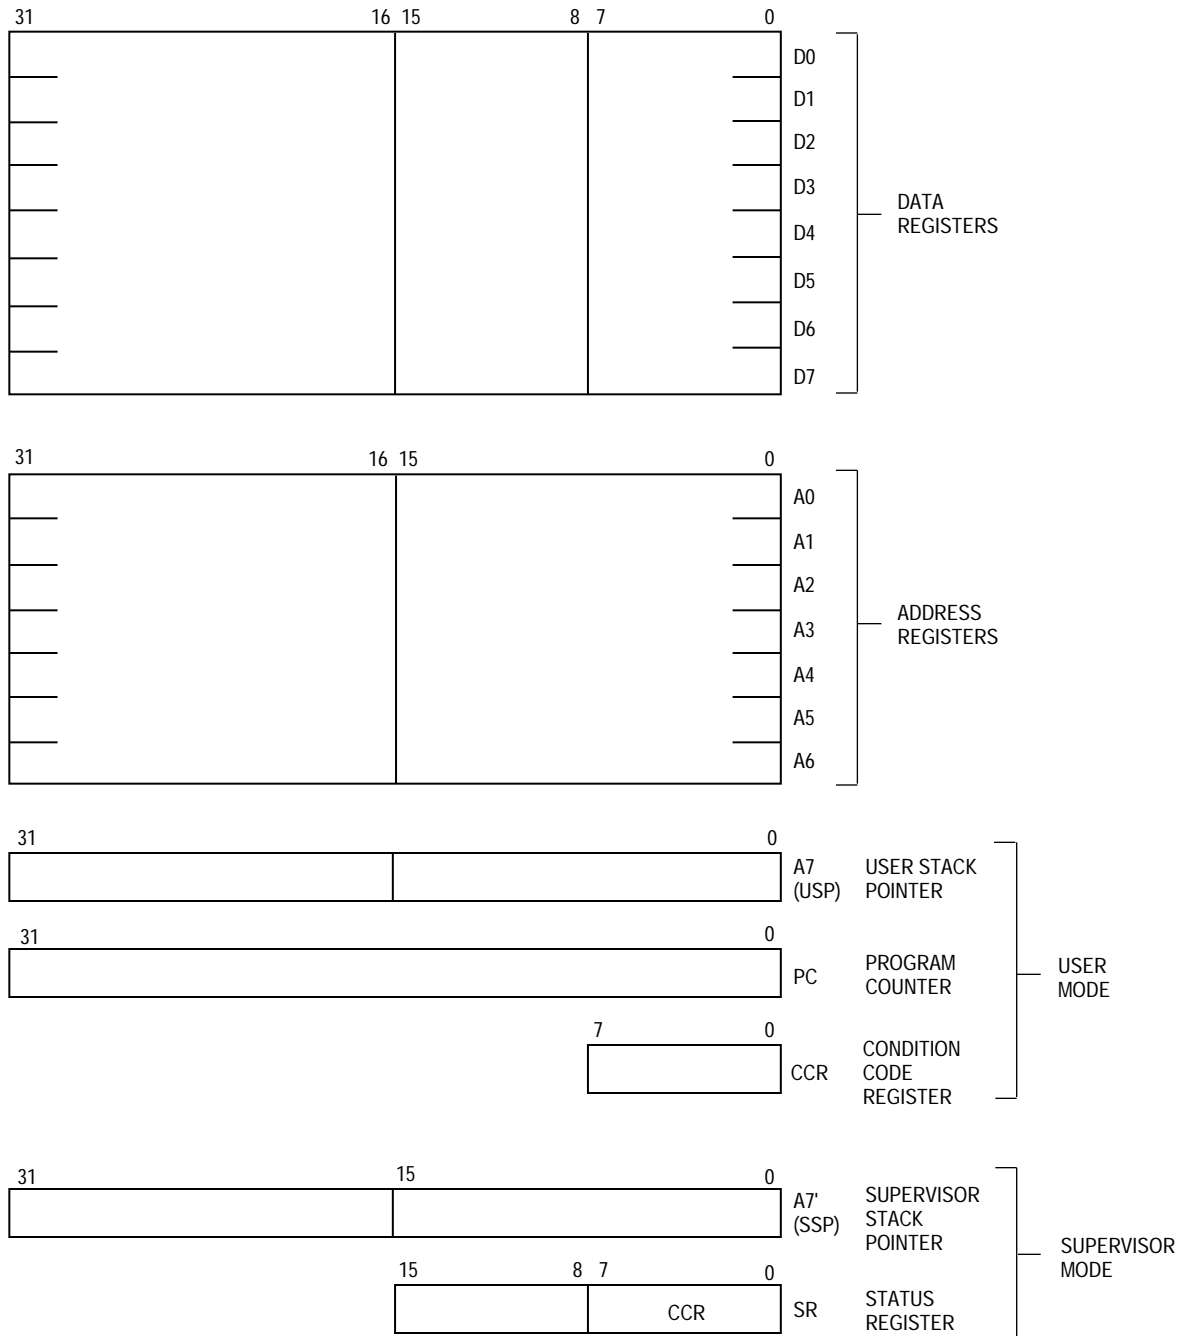 31 16 15 8 7 0
D0
D1
D2
D3
D4
D5
D6
D7
DATA
REGISTERS
31 16 15 0
A0
A1
A2
A3
A4
A5
A6
ADDRESS
REGISTERS
31 0
A7
(USP)
USER STACK
POINTER
31 0
PC
PROGRAM
COUNTER
7 0
CCR
CONDITION
CODE
REGISTER
USER
MODE
31 15 0
A7'
(SSP)
SUPERVISOR
STACK
POINTER
15 8 7 0
CCR
SR
STATUS
REGISTER
SUPERVISOR
MODE